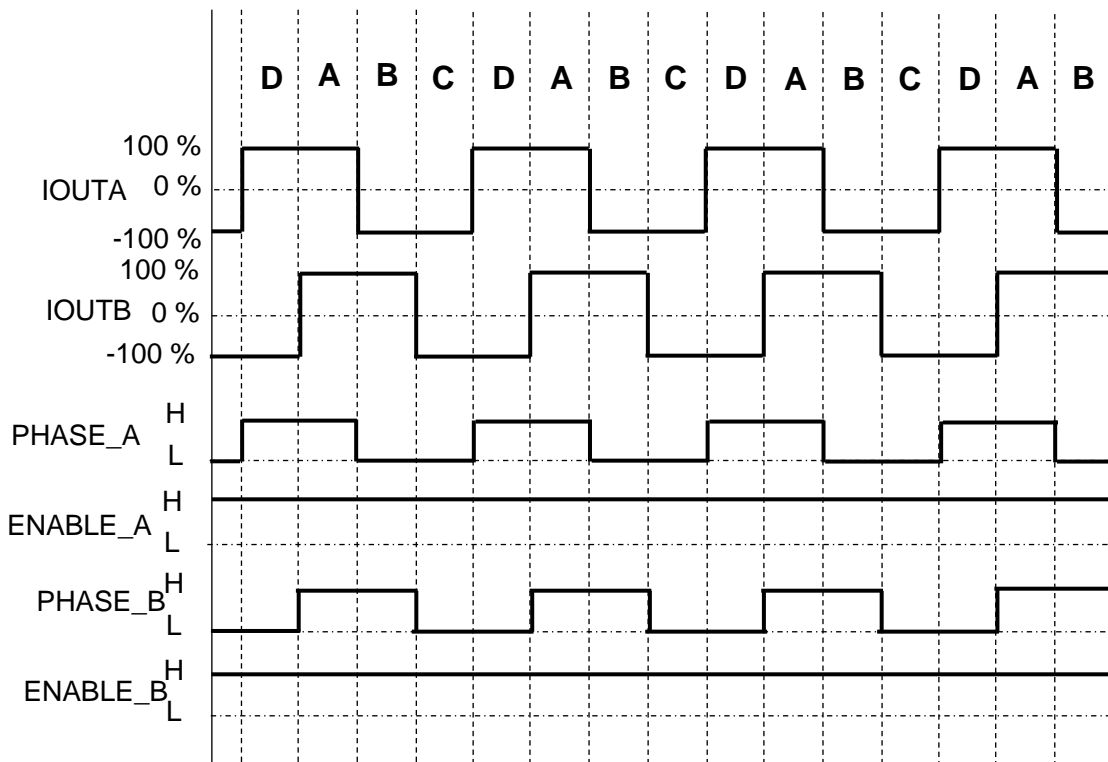 D A B C D A B C D A B C D A B
100 %
IOUTA 0 %
-100 %
100 %
IOUTB 0 %
-100 %
H
PHASE_A
L
H
ENABLE_A
L
H
PHASE_B
L
H
ENABLE_B
L